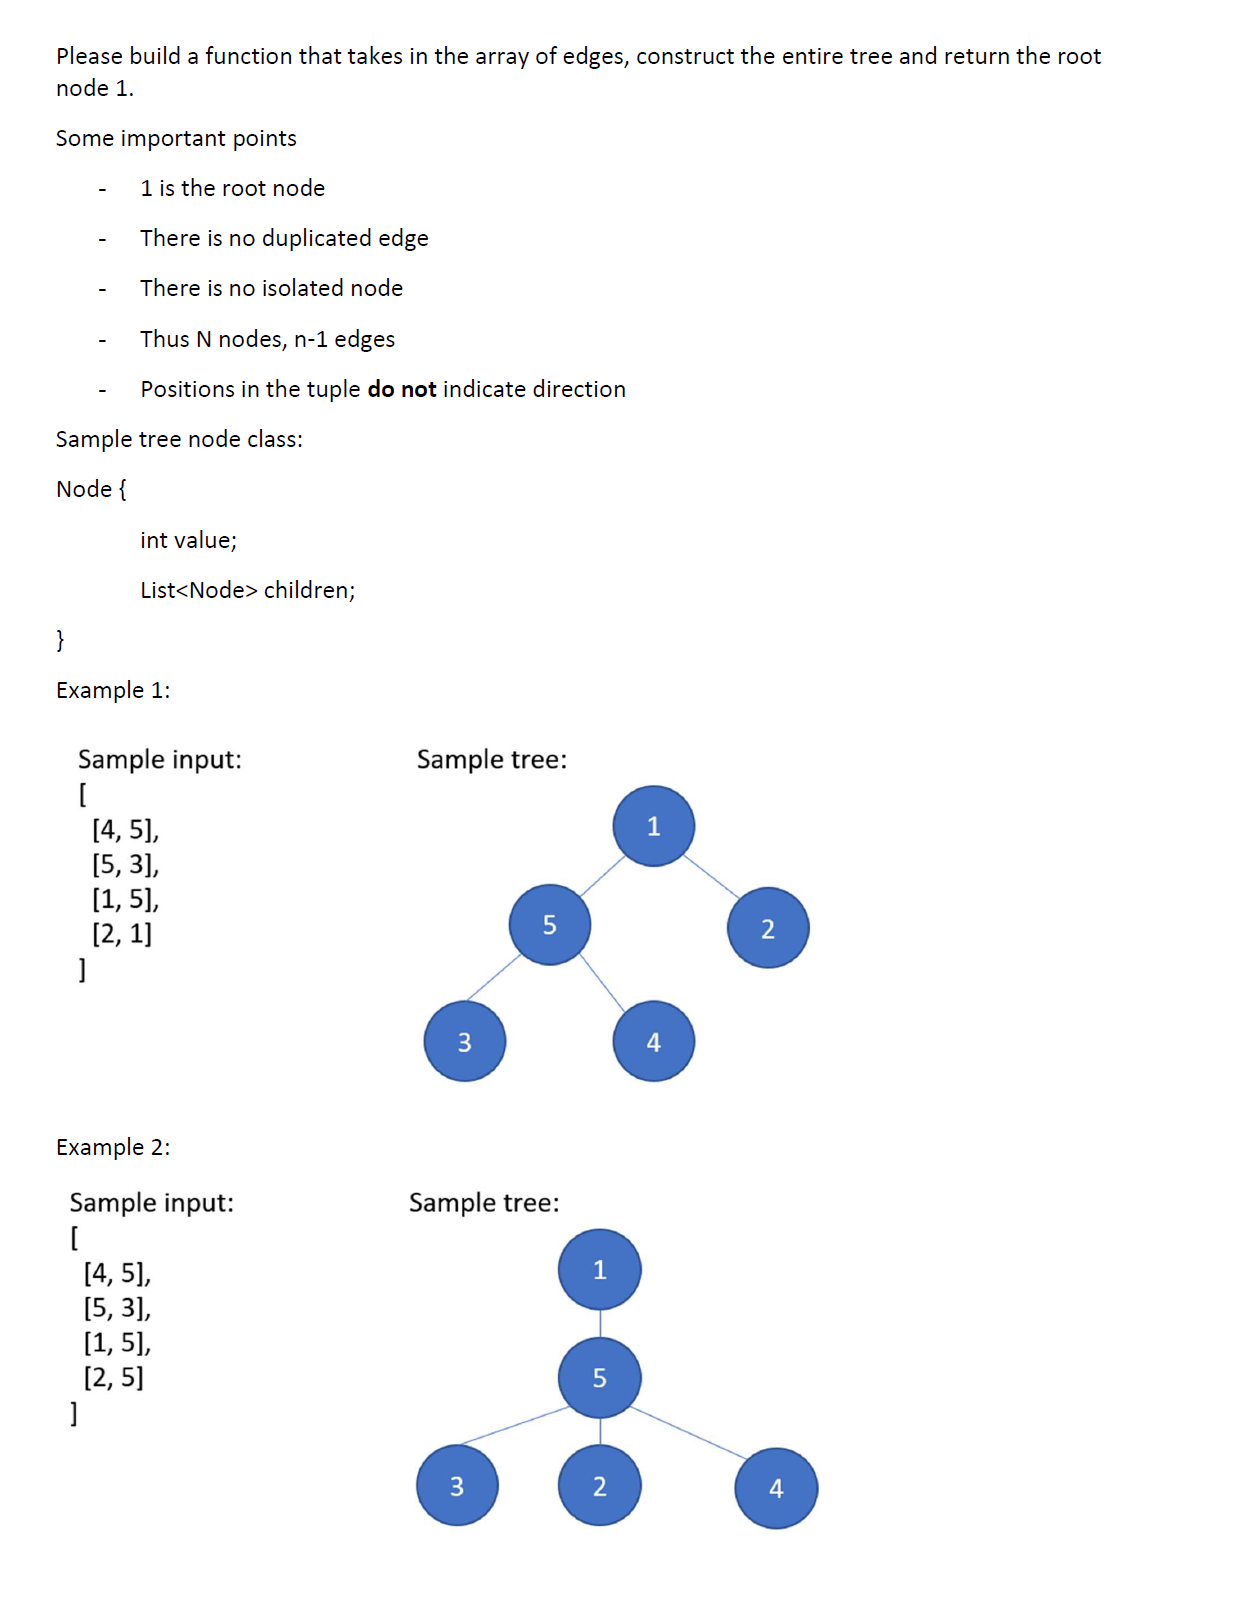 Please build a function that takes in the array of edges, construct the entire tree and return the root
node 1.
Some important points
- 1 is the root node
- There is no duplicated edge
- There is no isolated node
- Thus N nodes, n-1 edges
- Positions in the tuple do not indicate direction
Sample tree node class:
Node {
int value;
List<Node> children;
}
Example 1:
Sample input:
[
[4, 5],
[5, 3],
[1, 5],
[2, 1]
]
Sample tree:
1
5
2
3
4
Example 2:
Sample input:
[
[4, 5],
[5, 3],
[1, 5],
[2, 5]
]
Sample tree:
1
5
3
2
4